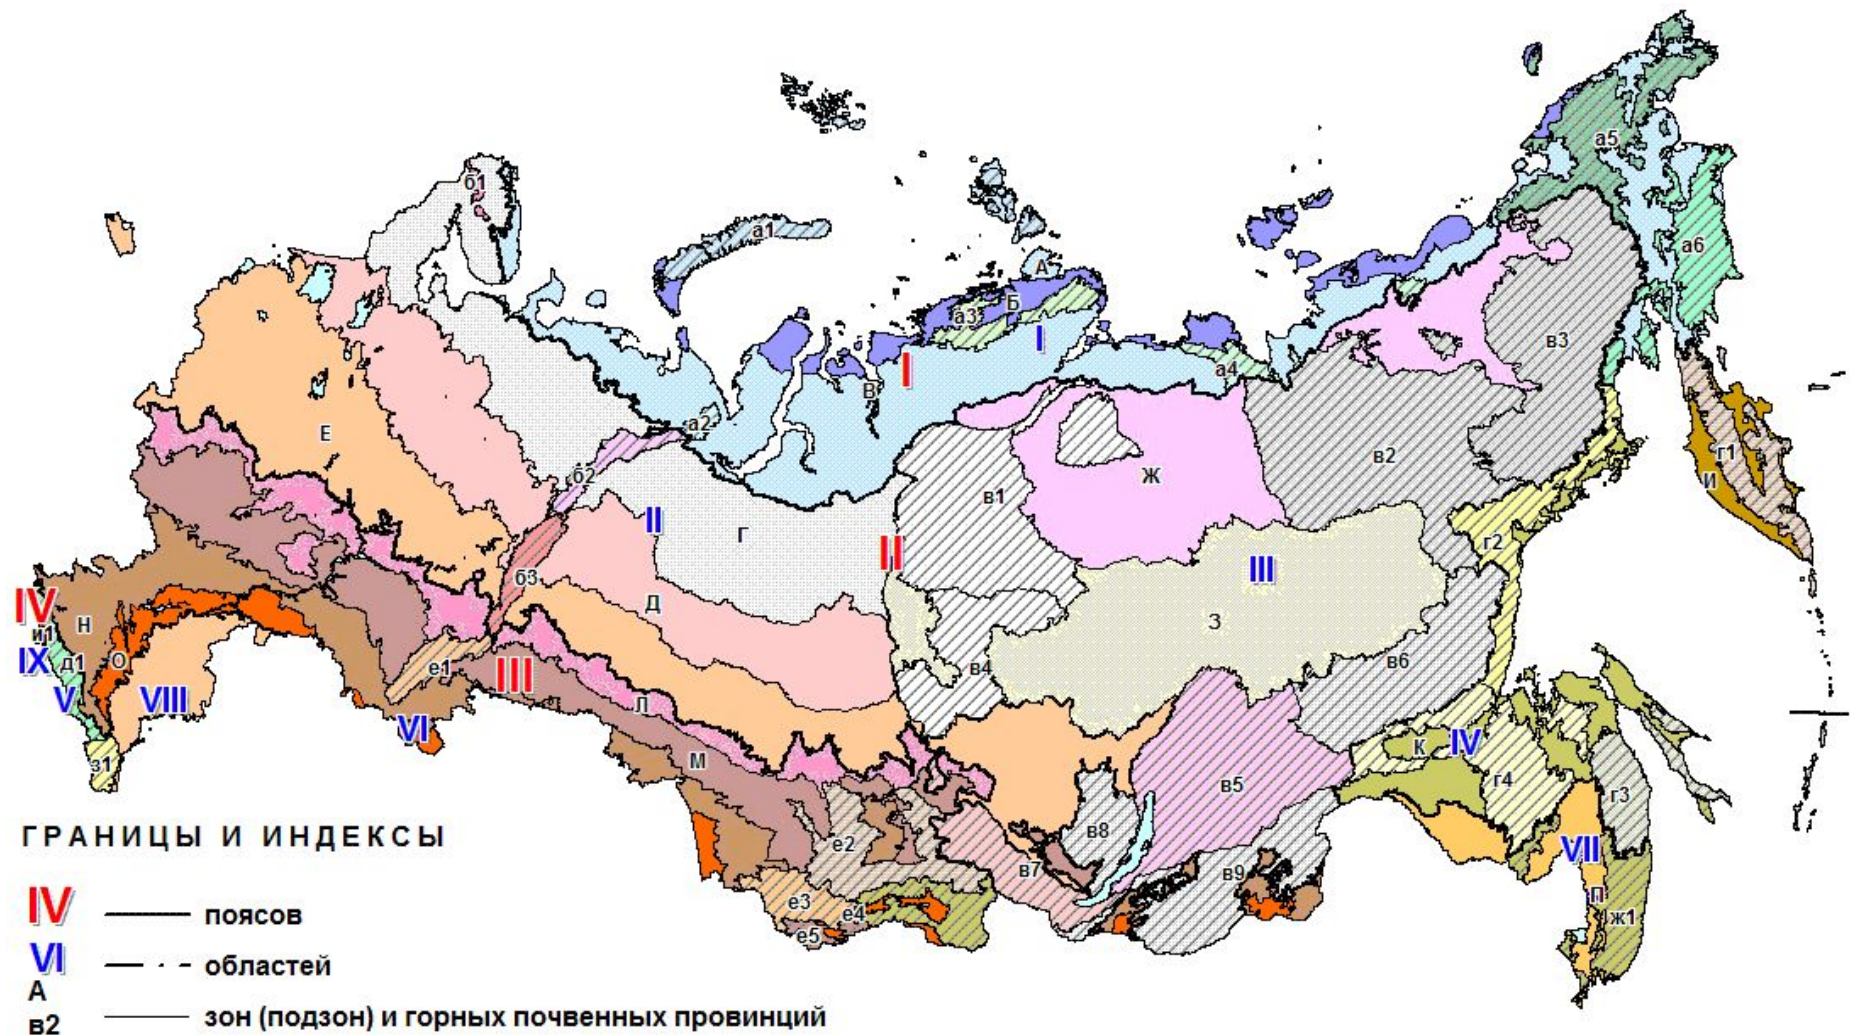 б1
а5
а1
а6
А
Б
а3
I
I
В
а4
в3
Е
а2
б2
в1
Ж
в2
г1
И
II
Г
II
г2
III
б3
Д
З
IV
и1
Н
IX
д1
О
е1
III
в4
в6
V
VIII
VI
Л
з1
М
К
IV
в5
г4
г3
е2
в8
VII
в7
в9
е3
е4
е5
П
ж1
ГРАНИЦЫ И ИНДЕКСЫ
IV поясов
VI областей
А
в2 зон (подзон) и горных почвенных провинций